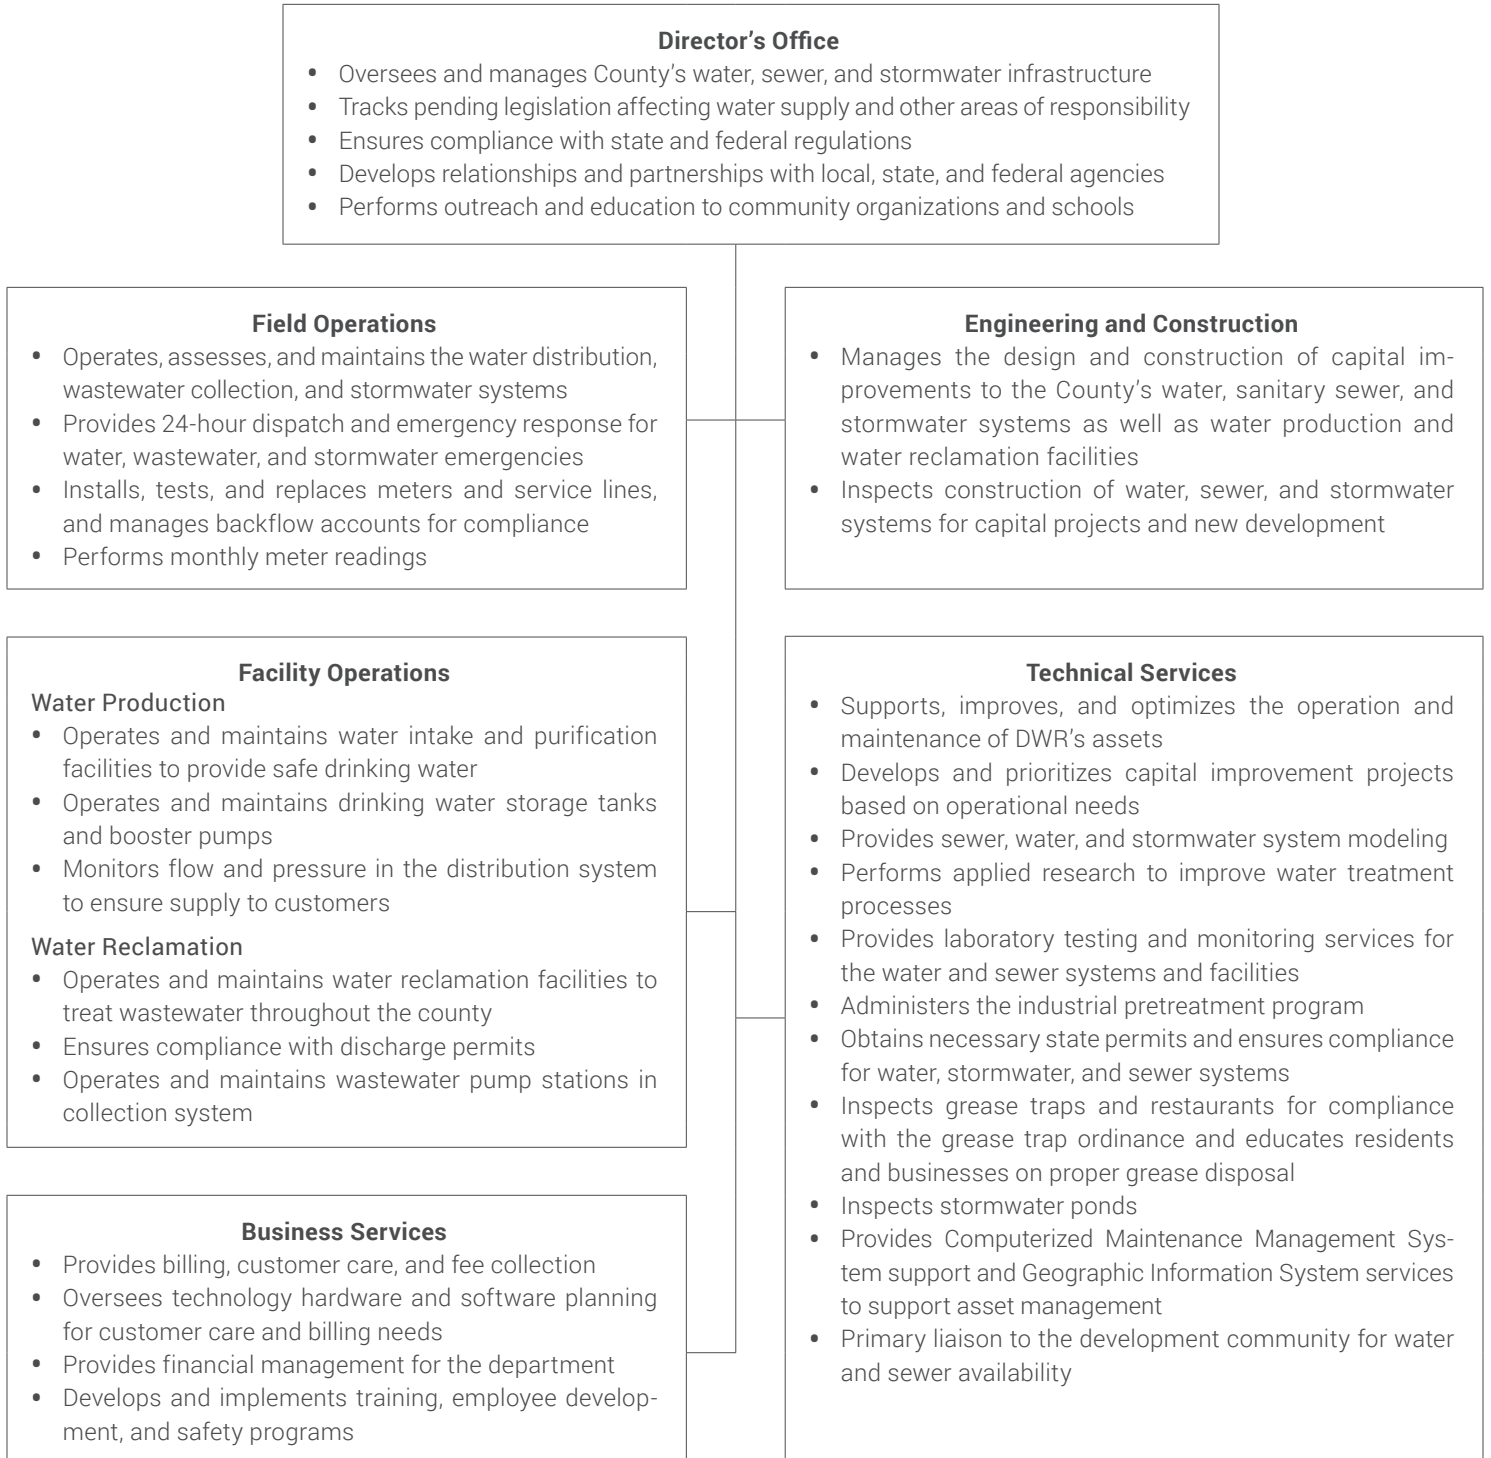 Director’s Office
• Oversees and manages County’s water, sewer, and stormwater infrastructure
• Tracks pending legislation affecting water supply and other areas of responsibility
• Ensures compliance with state and federal regulations
• Develops relationships and partnerships with local, state, and federal agencies
• Performs outreach and education to community organizations and schools
Field Operations
• Operates, assesses, and maintains the water distribution,
wastewater collection, and stormwater systems
• Provides 24-hour dispatch and emergency response for
water, wastewater, and stormwater emergencies
• Installs, tests, and replaces meters and service lines,
and manages backflow accounts for compliance
• Performs monthly meter readings
Engineering and Construction
• Manages the design and construction of capital im-
provements to the County’s water, sanitary sewer, and
stormwater systems as well as water production and
water reclamation facilities
• Inspects construction of water, sewer, and stormwater
systems for capital projects and new development
Facility Operations
Water Production
• Operates and maintains water intake and purification
facilities to provide safe drinking water
• Operates and maintains drinking water storage tanks
and booster pumps
• Monitors flow and pressure in the distribution system
to ensure supply to customers
Water Reclamation
• Operates and maintains water reclamation facilities to
treat wastewater throughout the county
• Ensures compliance with discharge permits
• Operates and maintains wastewater pump stations in
collection system
Technical Services
• Supports, improves, and optimizes the operation and
maintenance of DWR’s assets
• Develops and prioritizes capital improvement projects
based on operational needs
• Provides sewer, water, and stormwater system modeling
• Performs applied research to improve water treatment
processes
• Provides laboratory testing and monitoring services for
the water and sewer systems and facilities
• Administers the industrial pretreatment program
• Obtains necessary state permits and ensures compliance
for water, stormwater, and sewer systems
• Inspects grease traps and restaurants for compliance
with the grease trap ordinance and educates residents
and businesses on proper grease disposal
• Inspects stormwater ponds
• Provides Computerized Maintenance Management Sys-
tem support and Geographic Information System services
to support asset management
• Primary liaison to the development community for water
and sewer availability
Business Services
• Provides billing, customer care, and fee collection
• Oversees technology hardware and software planning
for customer care and billing needs
• Provides financial management for the department
• Develops and implements training, employee develop-
ment, and safety programs